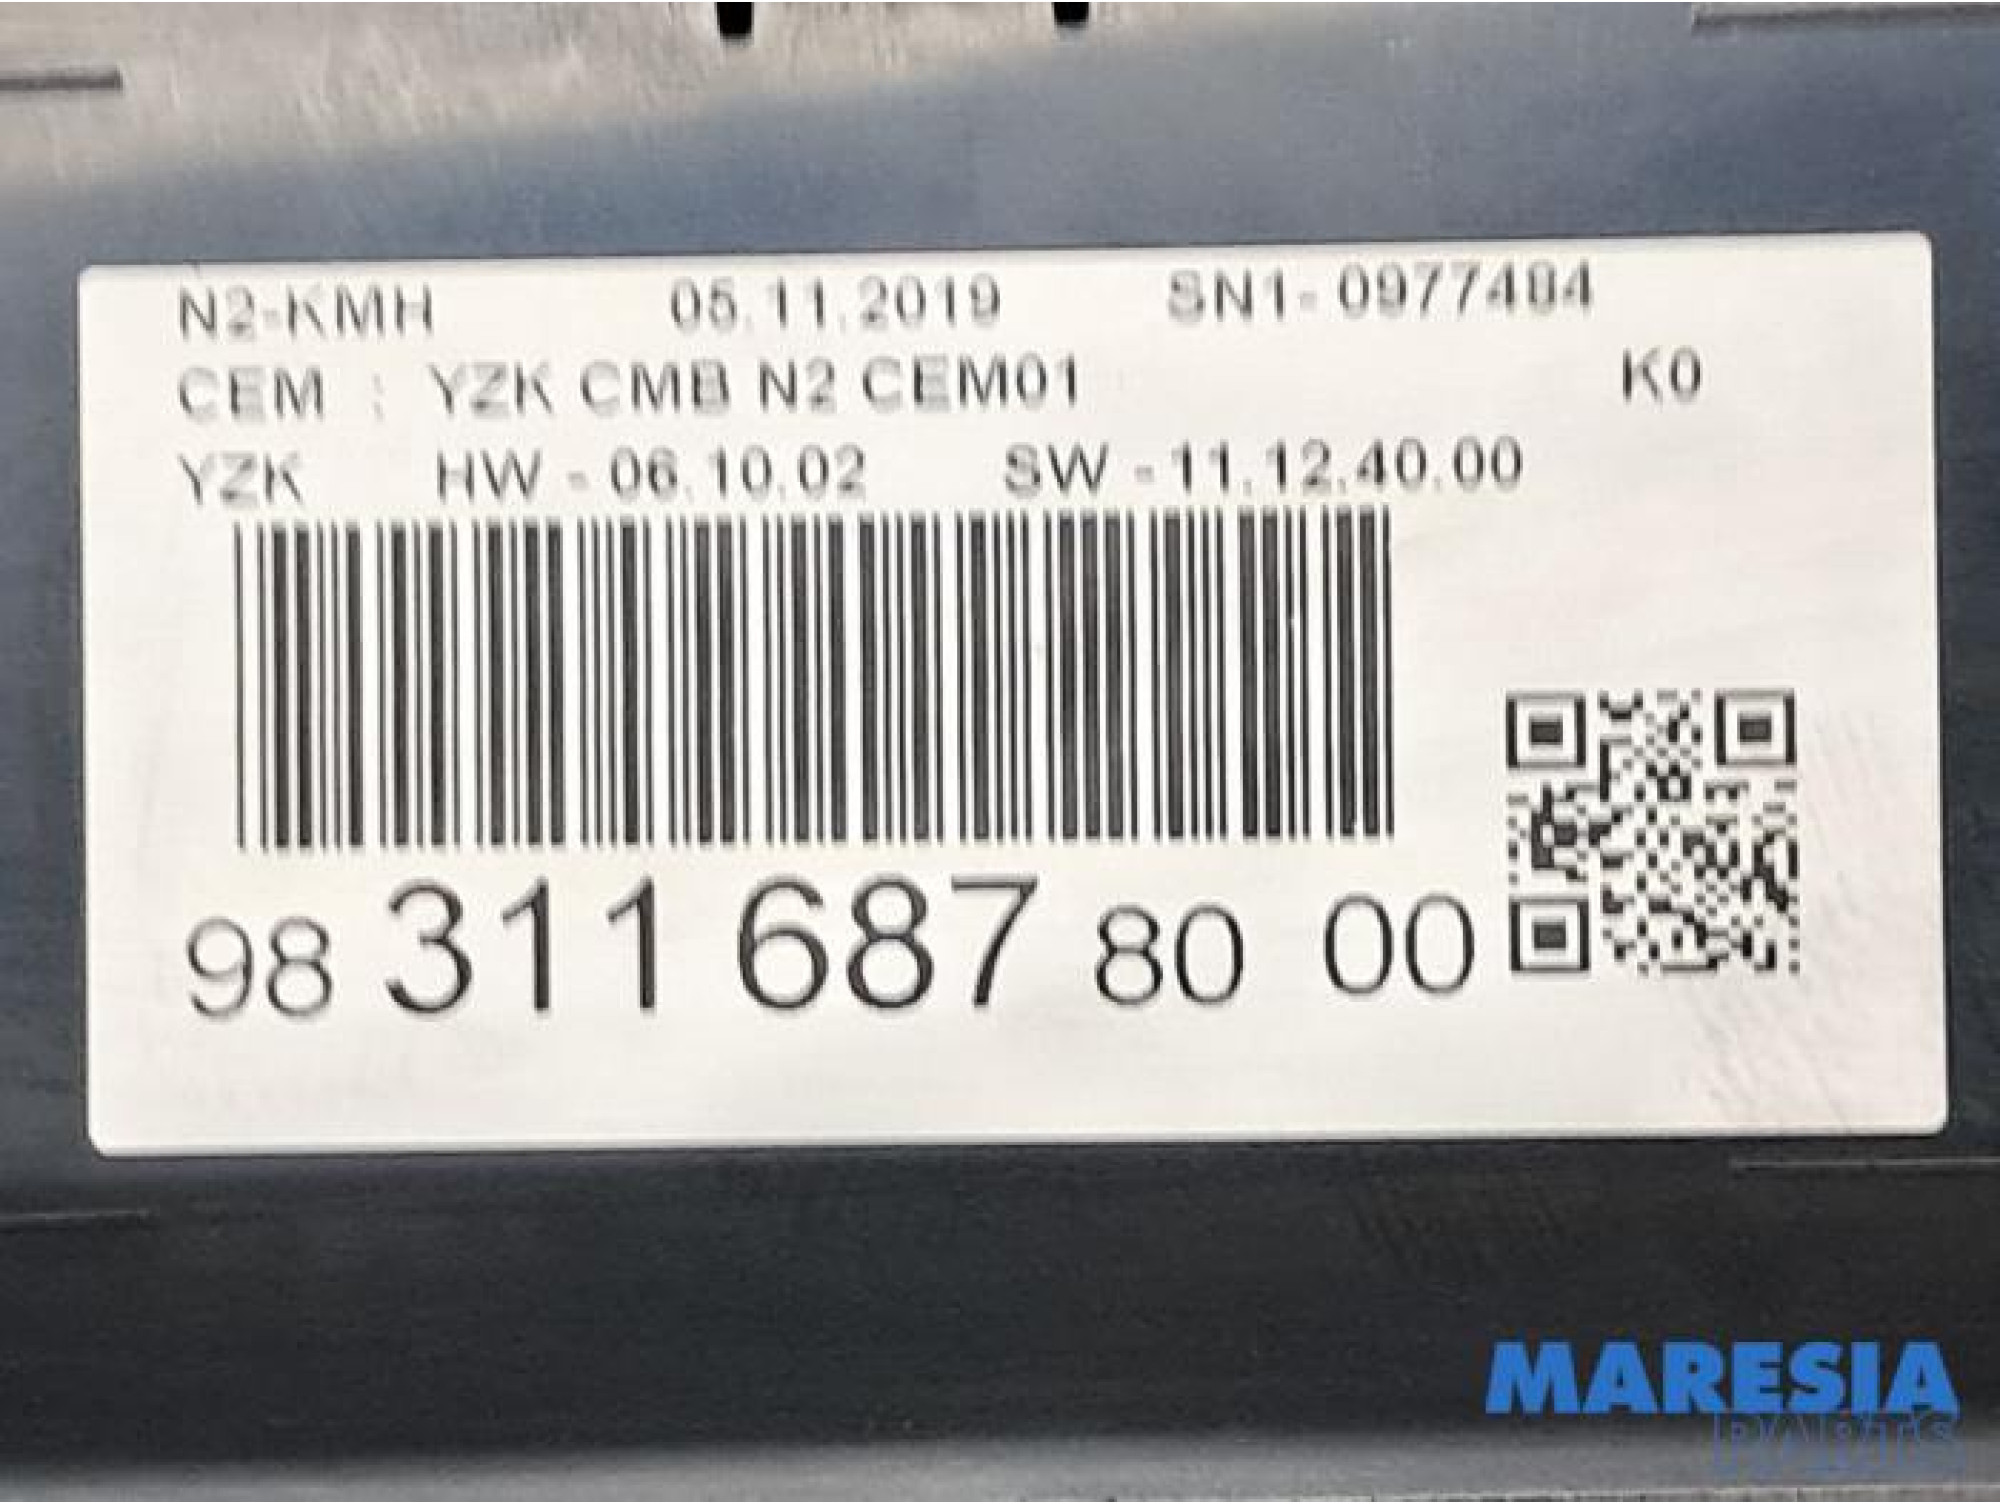 N2-KMH 05.11.2019 SN1-0977484
CEM : YZK CMB N2 CEM01 K0
YZK HW - 06.10.02 SW - 11.12.40.00
98 311 687 80 00
MARESIA
PARTS